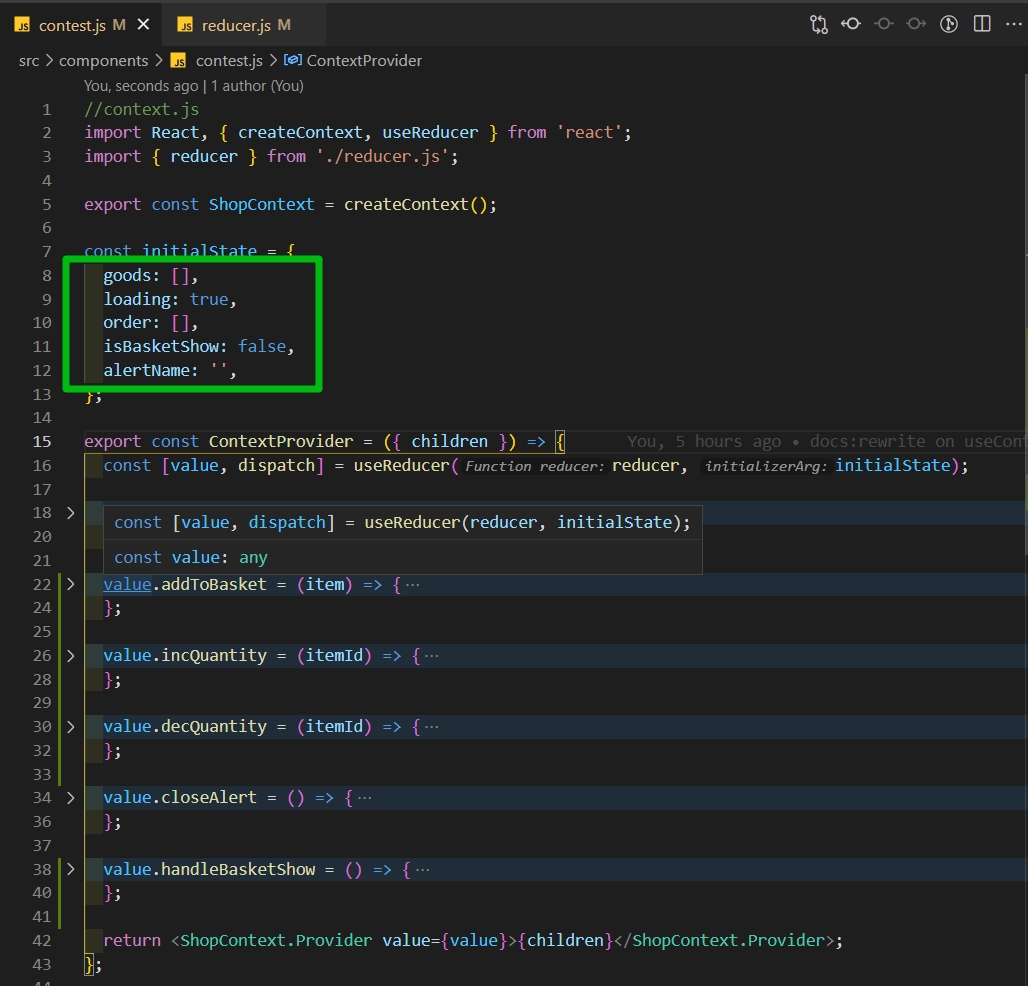 JS contest.js M JS reducer.js M
src > components > JS contest.js > ContextProvider
You, seconds ago | 1 author (You)
1 //context.js
2 import React, { createContext, useReducer } from 'react';
3 import { reducer } from './reducer.js';
4
5 export const ShopContext = createContext();
6
7 const initialState = {
8 goods: [],
9 loading: true,
10 order: [],
11 isBasketShow: false,
12 alertName: '',
13 };
14
15 export const ContextProvider = ({ children }) => { You, 5 hours ago • docs:rewrite on useCont
16 const [value, dispatch] = useReducer(Function reducer: reducer, initializerArg: initialState);
17
18
const [value, dispatch] = useReducer(reducer, initialState);
20
const value: any
21
22 value.addToBasket = (item) => { ···
24 };
25
26 value.incQuantity = (itemId) => { ···
28 };
29
30 value.decQuantity = (itemId) => { ···
32 };
33
34 value.closeAlert = () => { ···
36 };
37
38 value.handleBasketShow = () => { ···
40 };
41
42 return <ShopContext.Provider value={value}>{children}</ShopContext.Provider>;
43 };
44